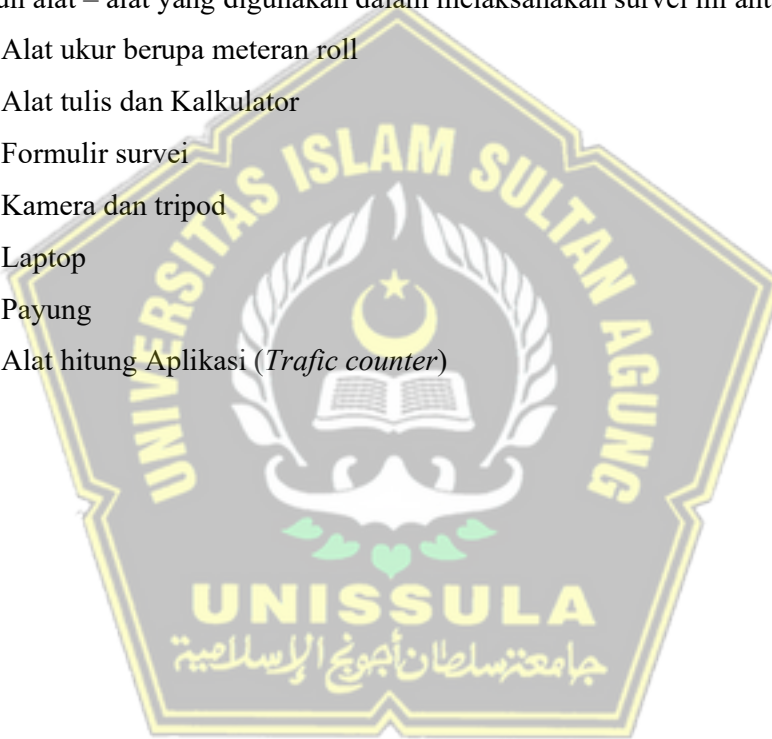 alat – alat yang digunakan dalam melaksanakan survei ini
Alat ukur berupa meteran roll
Alat tulis dan Kalkulator
Formulir survei
Kamera dan tripod
Laptop
Payung
Alat hitung Aplikasi (Trafic counter)
UNIVERSITAS ISLAM SULTAN AGUNG
UNISSULA
جامعة سلطان أجونج الإسلامية